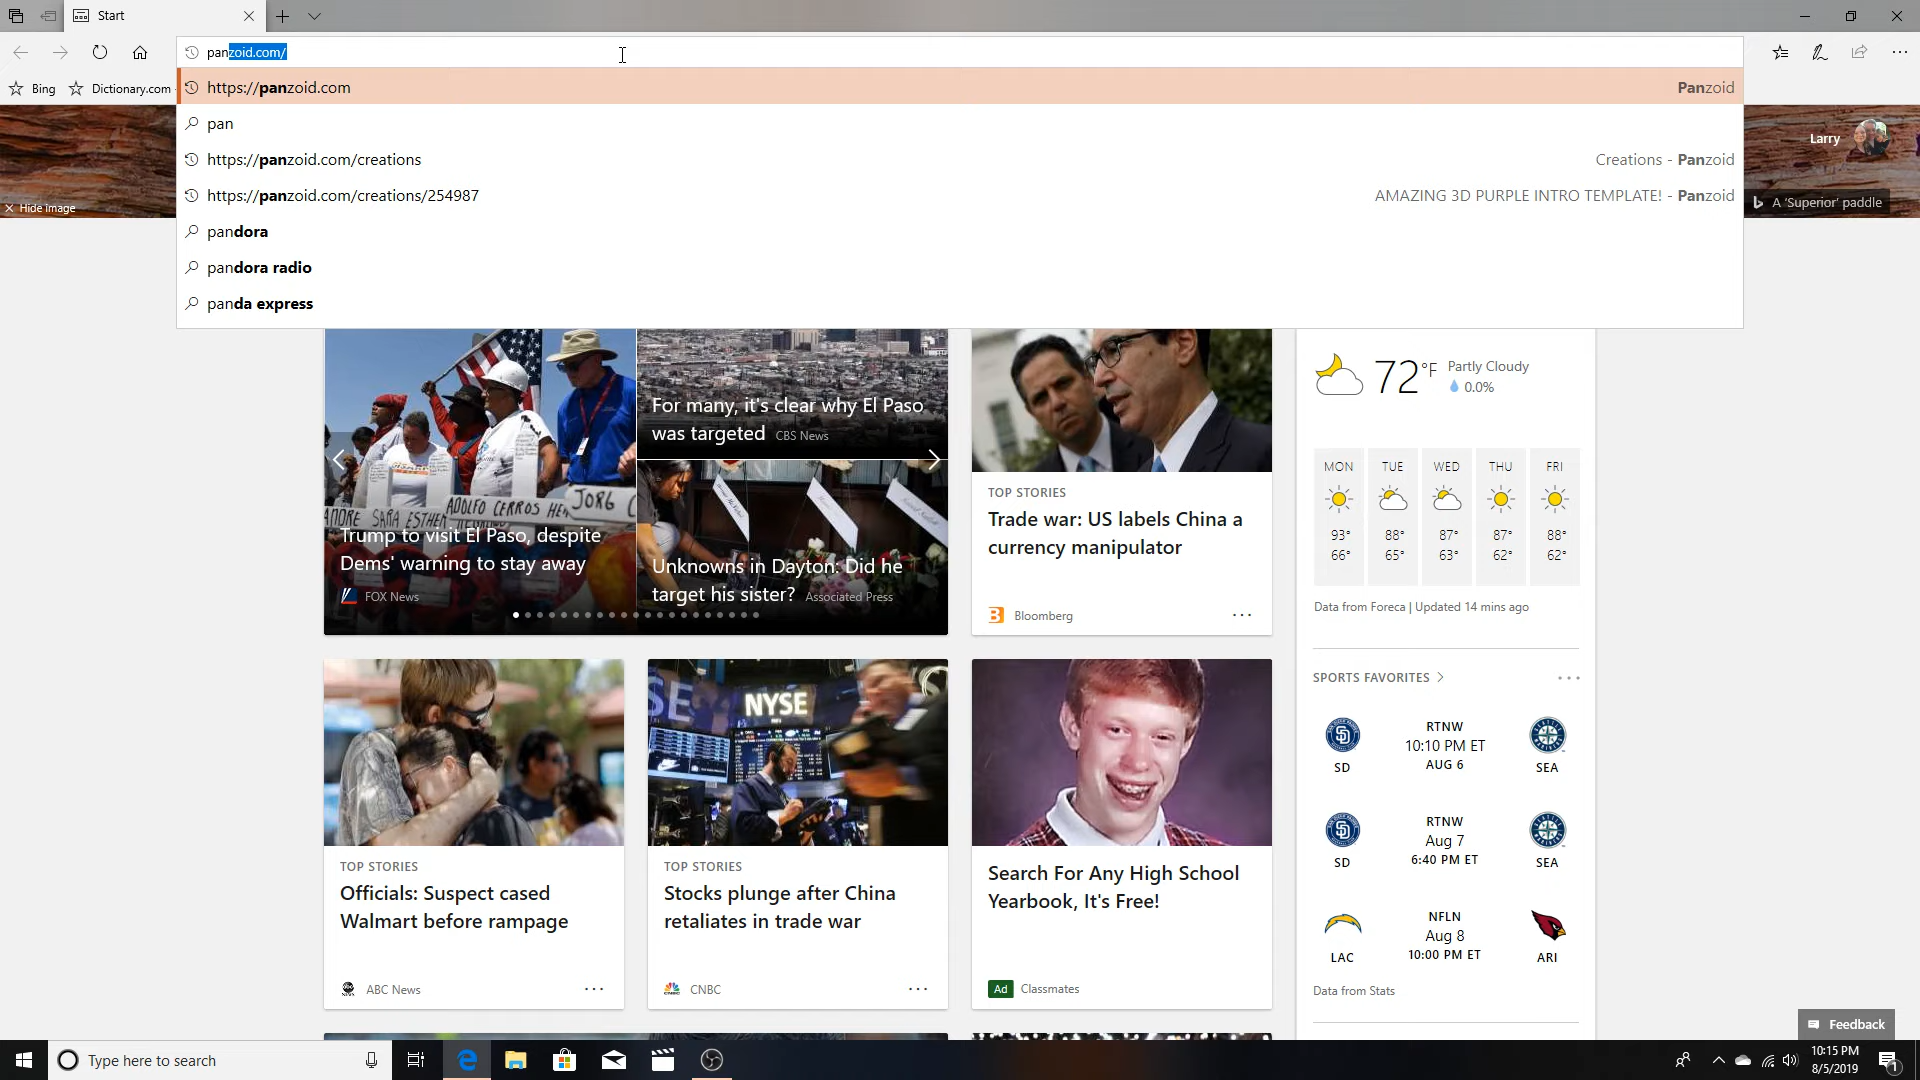 Start
panzoid.com/
Bing
Dictionary.com
https://panzoid.com
Panzoid
pan
https://panzoid.com/creations
Creations - Panzoid
https://panzoid.com/creations/254987
AMAZING 3D PURPLE INTRO TEMPLATE! - Panzoid
pandora
pandora radio
panda express
Larry
Hide image
A 'Superior' paddle
ANDRE SARA ESTHER
ADOLFO CERROS HER
JORG C
Trump to visit El Paso, despite
Dems' warning to stay away
FOX News
For many, it's clear why El Paso
was targeted CBS News
Unknowns in Dayton: Did he
target his sister? Associated Press
TOP STORIES
Trade war: US labels China a
currency manipulator
Bloomberg
72°F
Partly Cloudy
0.0%
MON TUE WED THU FRI
93° 88° 87° 87° 88°
66° 65° 63° 62° 62°
Data from Foreca | Updated 14 mins ago
SPORTS FAVORITES
RTNW
10:10 PM ET
AUG 6
SD SEA
RTNW
Aug 7
6:40 PM ET
SD SEA
NFLN
Aug 8
10:00 PM ET
LAC ARI
Data from Stats
TOP STORIES
Officials: Suspect cased
Walmart before rampage
ABC News
SE
NYSE
TOP STORIES
Stocks plunge after China
retaliates in trade war
CNBC
Search For Any High School
Yearbook, It's Free!
Ad Classmates
Feedback
Type here to search
10:15 PM
8/5/2019
1